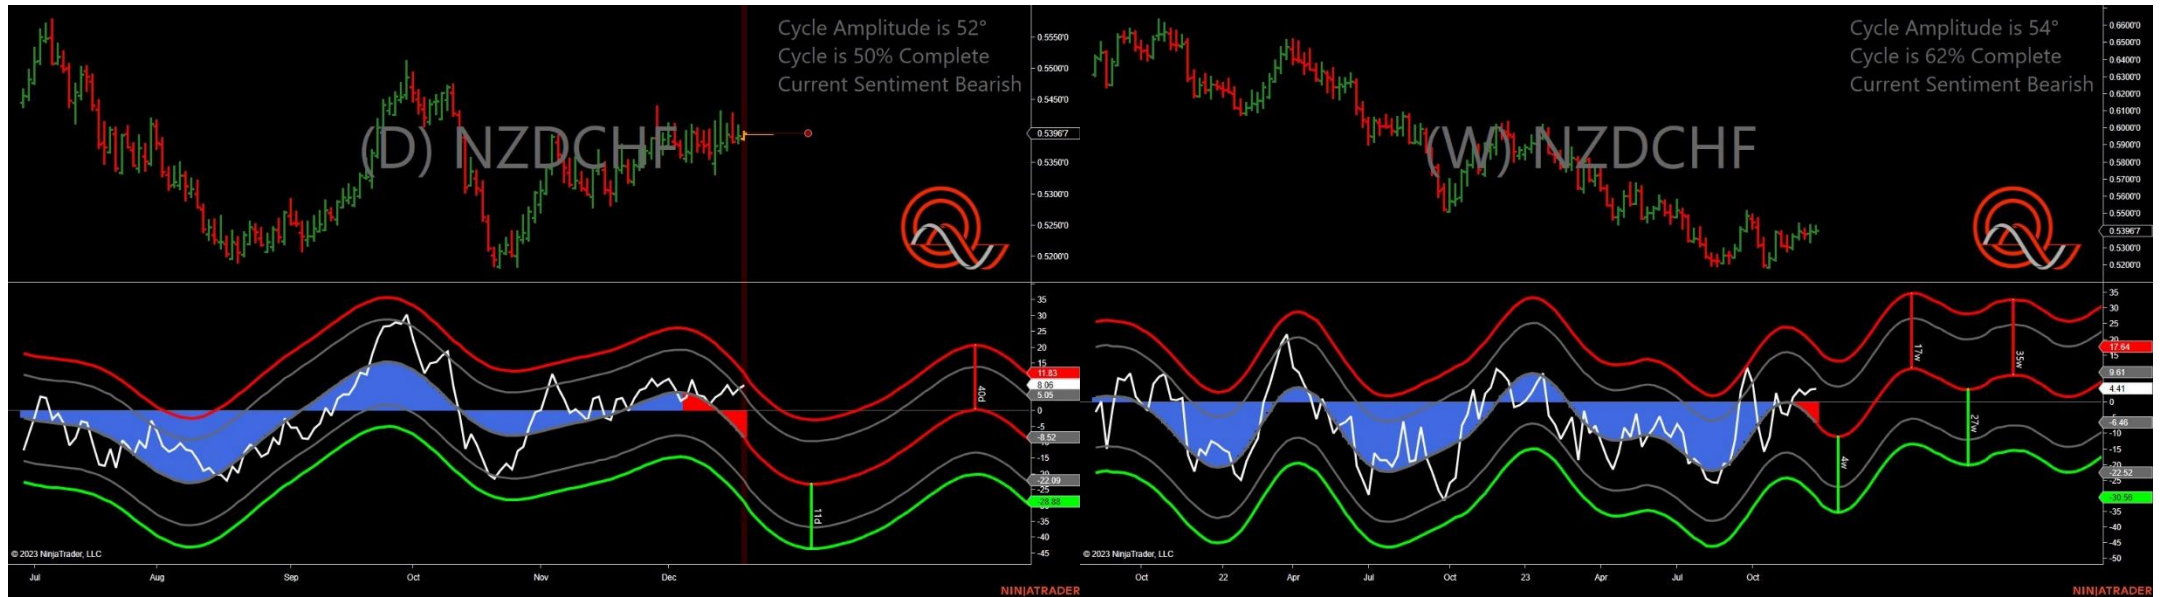 Cycle Amplitude is 52°
Cycle is 50% Complete
Current Sentiment Bearish
(D) NZDCHF
0.5550'0
0.5500'0
0.5450'0
0.5396'7
0.5350'0
0.5300'0
0.5250'0
0.5200'0
35
30
25
20
15
11.83
8.06
5.05
0
-5
-8.52
-15
-22.09
-25
-28.88
-35
-40
-45
40d
11d
© 2023 NinjaTrader, LLC
Jul Aug Sep Oct Nov Dec
NINJATRADER
Cycle Amplitude is 54°
Cycle is 62% Complete
Current Sentiment Bearish
(W) NZDCHF
0.6600'0
0.6500'0
0.6400'0
0.6300'0
0.6200'0
0.6100'0
0.6000'0
0.5800'0
0.5700'0
0.5600'0
0.5500'0
0.5396'7
0.5300'0
0.5200'0
35
30
25
17.64
15
9.61
4.41
0
-6.46
-10
-15
-22.52
-30.56
-35
-40
-45
-50
17w
35w
27w
4w
© 2023 NinjaTrader, LLC
Oct 22 Apr Jul Oct 23 Apr Jul Oct
NINJATRADER